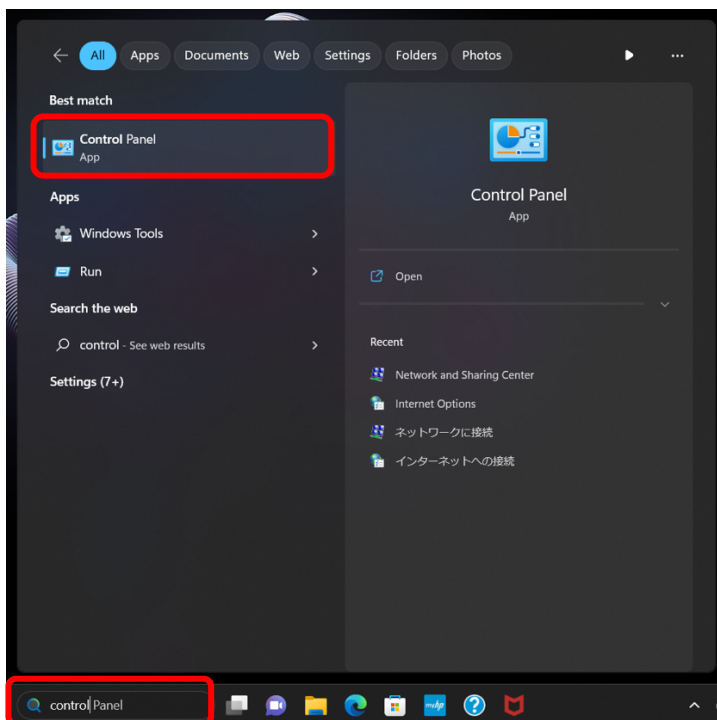 All Apps Documents Web Settings Folders Photos
Best match
Control Panel
App
Apps
Windows Tools
Run
Search the web
control - See web results
Settings (7+)
Control Panel
App
Open
Recent
Network and Sharing Center
Internet Options
ネットワークに接続
インターネットへの接続
control Panel
myhp